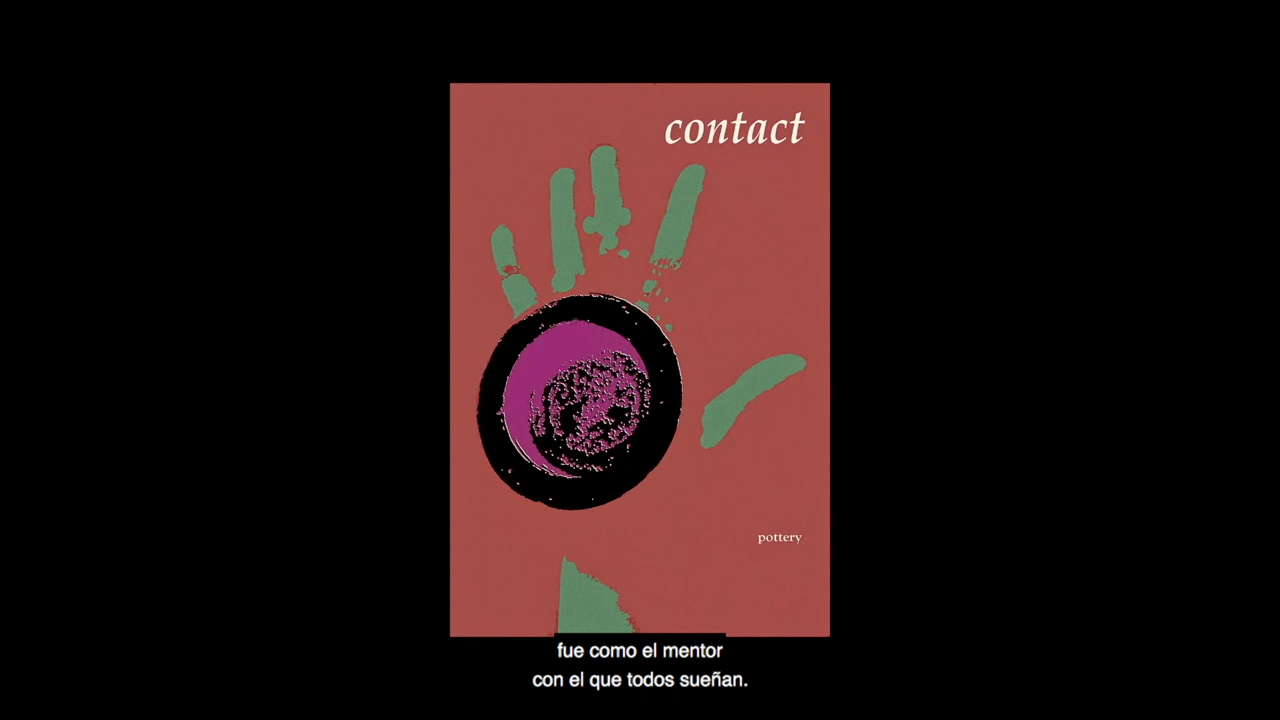 contact
pottery
fue como el mentor
con el que todos sueñan.